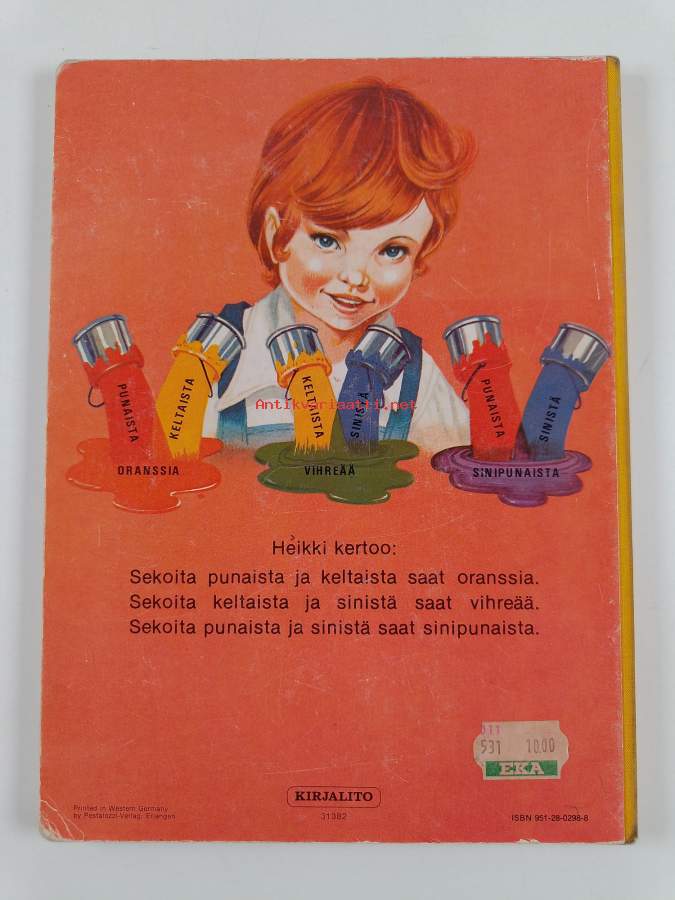 PUNAISTA
KELTAISTA
KELTAISTA
SINISTÄ
PUNAISTA
SINISTÄ
Antikvariaatti.net
ORANSSIA
VIHREÄÄ
SINIPUNAISTA
Heikki kertoo:
Sekoita punaista ja keltaista saat oranssia.
Sekoita keltaista ja sinistä saat vihreää.
Sekoita punaista ja sinistä saat sinipunaista.
011
531 10.00
EKA
KIRJALITO
31382
Printed in Western Germany
by Pestalozzi-Verlag, Erlangen
ISBN 951-28-0298-8